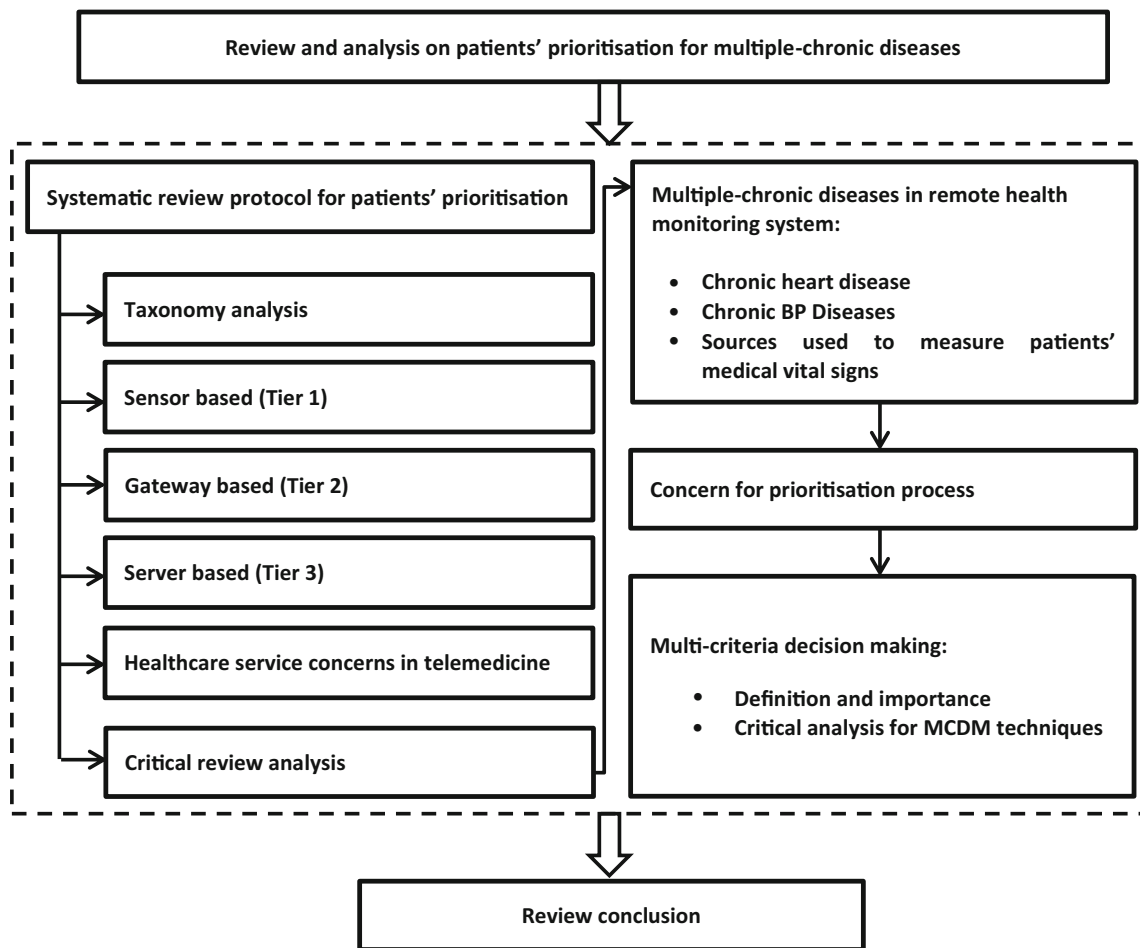 Review and analysis on patients’ prioritisation for multiple-chronic diseases
Systematic review protocol for patients’ prioritisation
Taxonomy analysis
Sensor based (Tier 1)
Gateway based (Tier 2)
Server based (Tier 3)
Healthcare service concerns in telemedicine
Critical review analysis
Multiple-chronic diseases in remote health
monitoring system:
• Chronic heart disease
• Chronic BP Diseases
• Sources used to measure patients’
medical vital signs
Concern for prioritisation process
Multi-criteria decision making:
• Definition and importance
• Critical analysis for MCDM techniques
Review conclusion